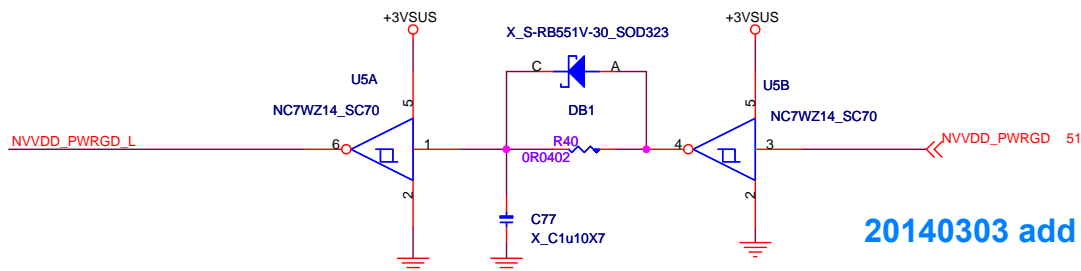 +3VSUS
+3VSUS
X_S-RB551V-30_SOD323
C
A
U5A
U5B
DB1
NC7WZ14_SC70
NC7WZ14_SC70
5
5
NVVDD_PWRGD_L
6
1
R40
0R0402
4
3
NVVDD_PWRGD 51
2
2
C77
X_C1u10X7
20140303 add